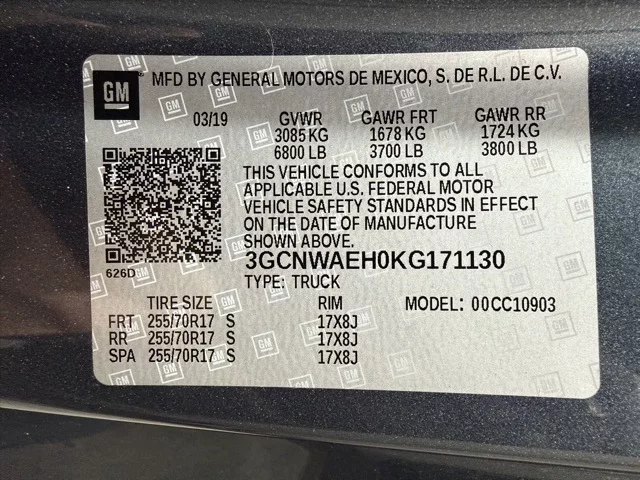 GM
MFD BY GENERAL MOTORS DE MEXICO, S. DE R.L. DE C.V.
03/19 GVWR GAWR FRT GAWR RR
3085 KG 1678 KG 1724 KG
6800 LB 3700 LB 3800 LB
THIS VEHICLE CONFORMS TO ALL
APPLICABLE U.S. FEDERAL MOTOR
VEHICLE SAFETY STANDARDS IN EFFECT
ON THE DATE OF MANUFACTURE
SHOWN ABOVE.
626D
3GCNWAEH0KG171130
TYPE: TRUCK
TIRE SIZE RIM MODEL: 00CC10903
FRT 255/70R17 S 17X8J
RR 255/70R17 S 17X8J
SPA 255/70R17 S 17X8J